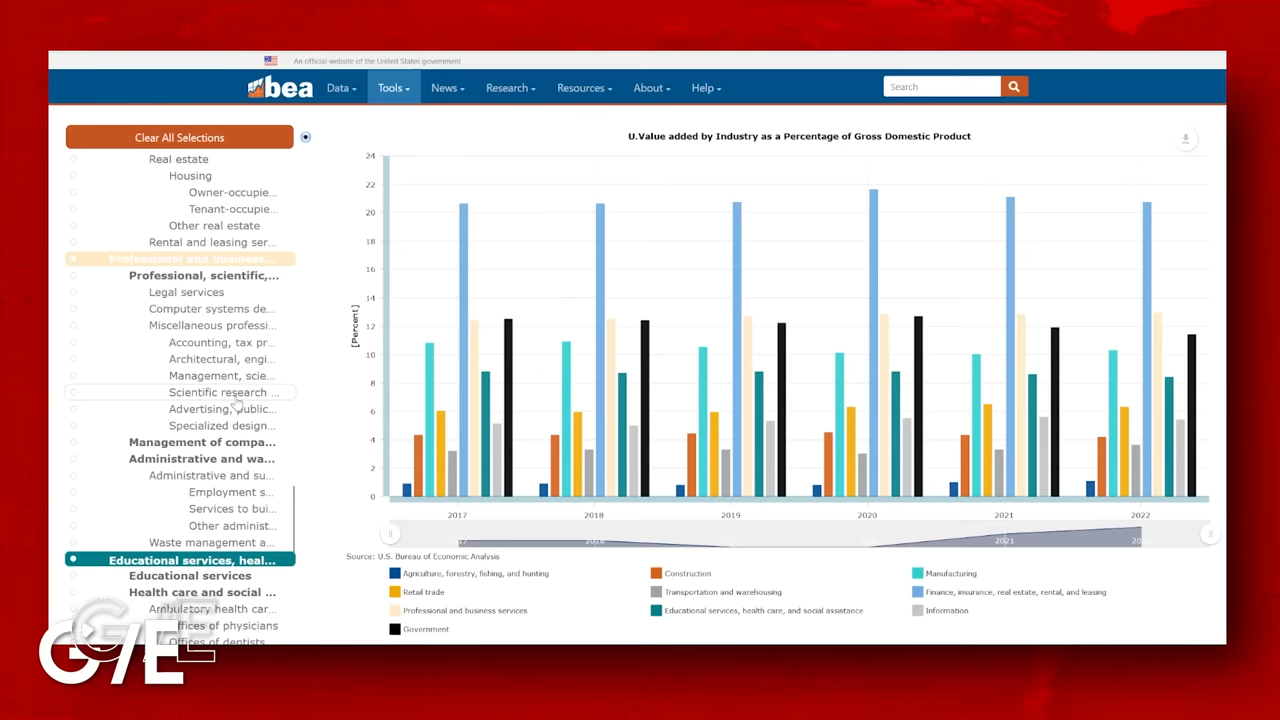 An official website of the United States government
bea
Data Tools News Research Resources About Help
Search
Clear All Selections
Real estate
Housing
Owner-occupie...
Tenant-occupie...
Other real estate
Rental and leasing ser...
Professional and business...
Professional, scientific,...
Legal services
Computer systems de...
Miscellaneous professi...
Accounting, tax pr...
Architectural, engi...
Management, scie...
Scientific research ...
Advertising, public...
Specialized design...
Management of compa...
Administrative and wa...
Administrative and su...
Employment s...
Services to bui...
Other administ...
Waste management a...
Educational services, heal...
Educational services
Health care and social ...
Ambulatory health car...
Offices of physicians
Offices of dentists
U.Value added by Industry as a Percentage of Gross Domestic Product
[Percent]
24
22
20
18
16
14
12
10
8
6
4
2
0
2017 2018 2019 2020 2021 2022
2018 2021
Source: U.S. Bureau of Economic Analysis
Agriculture, forestry, fishing, and hunting Construction Manufacturing
Retail trade Transportation and warehousing Finance, insurance, real estate, rental, and leasing
Professional and business services Educational services, health care, and social assistance Information
Government
G/E